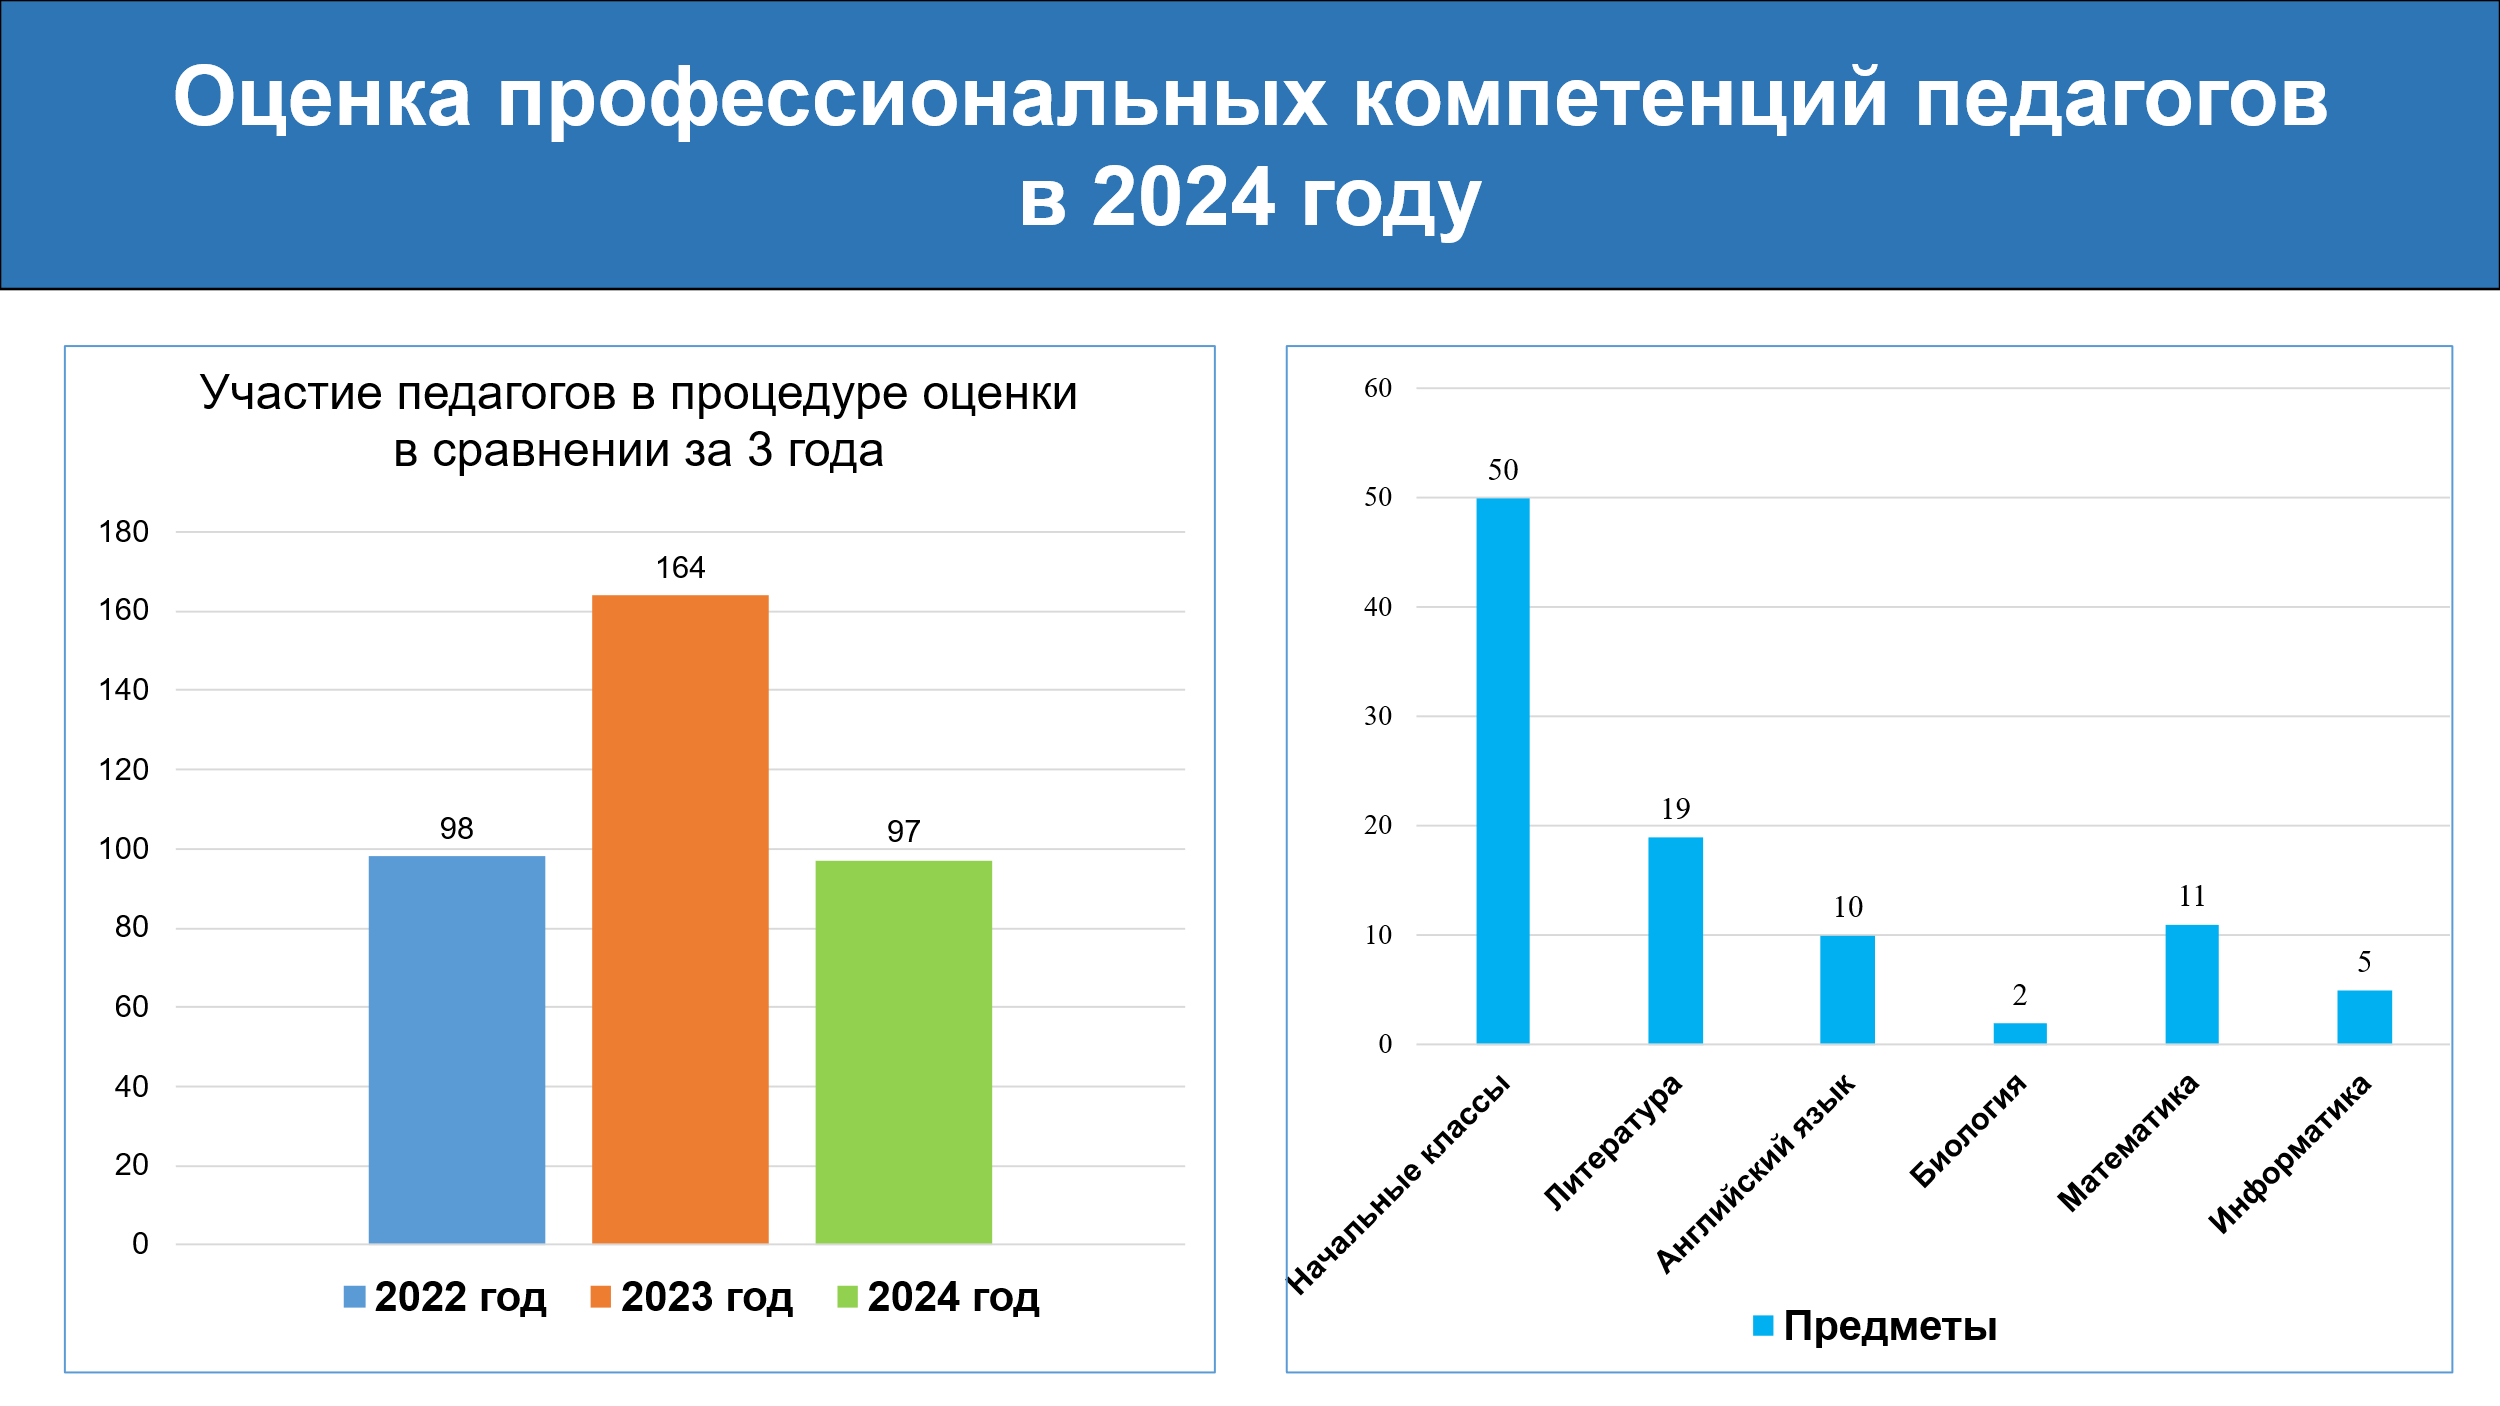 Оценка профессиональных компетенций педагогов
в 2024 году
Участие педагогов в процедуре оценки
в сравнении за 3 года
180
160
140
120
100
80
60
40
20
0
98
164
97
2022 год
2023 год
2024 год
60
50
40
30
20
10
0
50
19
10
2
11
5
Начальные классы
Литература
Английский язык
Биология
Математика
Информатика
Предметы